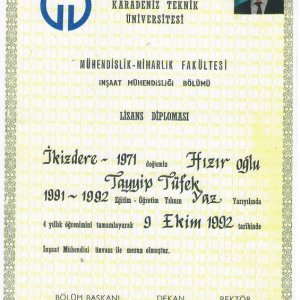 KARADENİZ TEKNİK
ÜNİVERSİTESİ
MÜHENDİSLİK-MİMARLIK FAKÜLTESİ
İNŞAAT MÜHENDİSLİĞİ BÖLÜMÜ
LİSANS DİPLOMASI
İkizdere - 1971 doğumlu Hızır oğlu
Tayyip Tüfek
1991-1992 Eğitim - Öğretim Yılının Yaz Yarıyılında
4 yıllık öğrenimini tamamlayarak 9 Ekim 1992 tarihinde
İnşaat Mühendisi ünvanı ile mezun olmuştur.
BÖLÜM BAŞKANI DEKAN REKTÖR